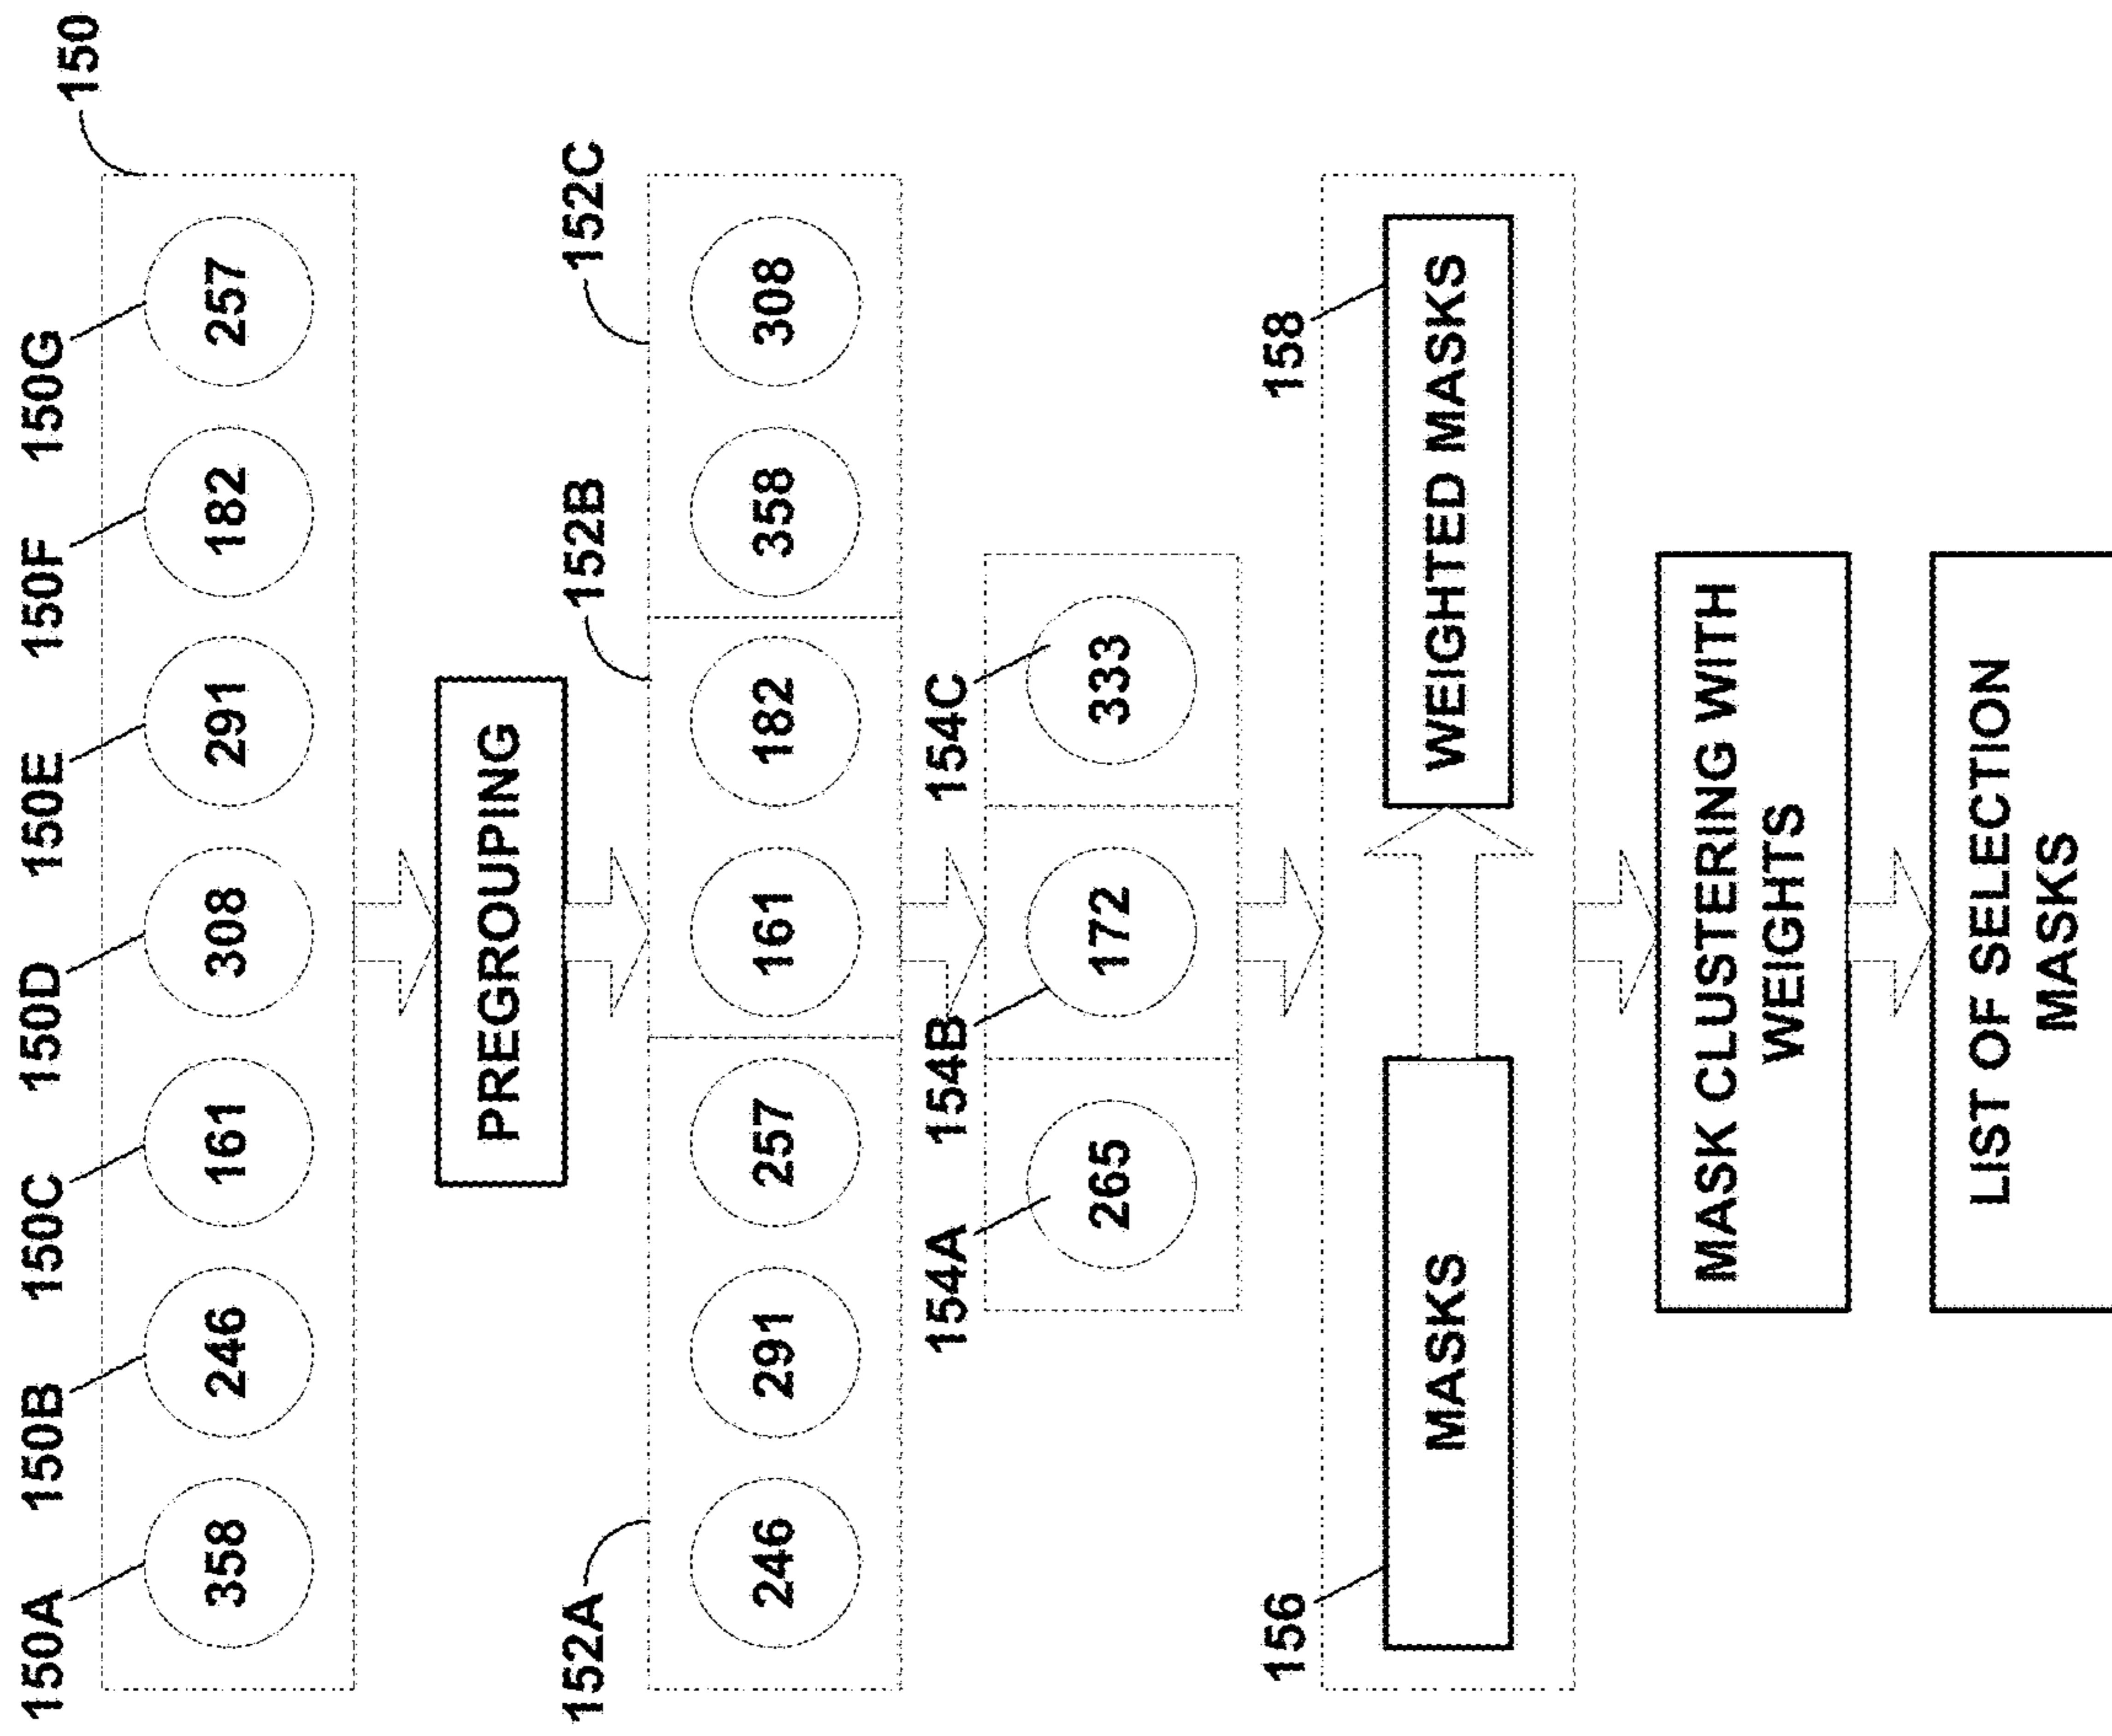 150
150A 150B 150C 150D 150E 150F 150G
358 246 161 308 291 182 257
PREGROUPING
152A 152B 152C
246 291 257 161 182 358 308
154A 154B 154C
265 172 333
156 158
MASKS WEIGHTED MASKS
MASK CLUSTERING WITH
WEIGHTS
LIST OF SELECTION
MASKS